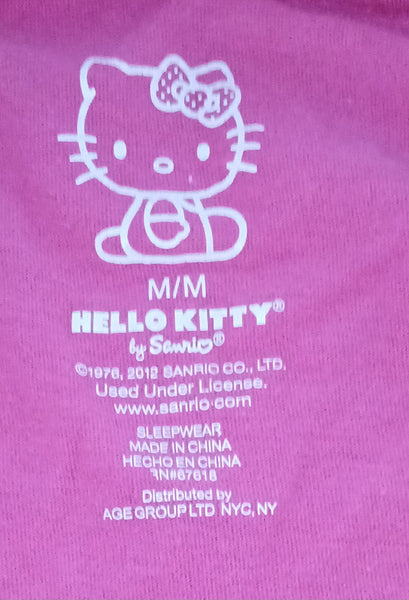 M/M
HELLO KITTY®
by Sanrio®
©1976, 2012 SANRIO CO., LTD.
Used Under License.
www.sanrio.com
SLEEPWEAR
MADE IN CHINA
HECHO EN CHINA
RN#67618
Distributed by
AGE GROUP LTD NYC, NY